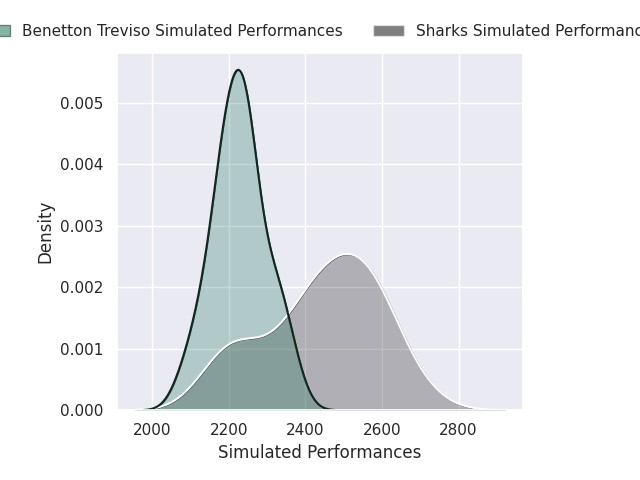 Benetton Treviso Simulated Performances
Sharks Simulated
0.005
0.004
0.003
0.002
0.001
0.000
Density
2000 2200 2400 2600 2800
Simulated Performances